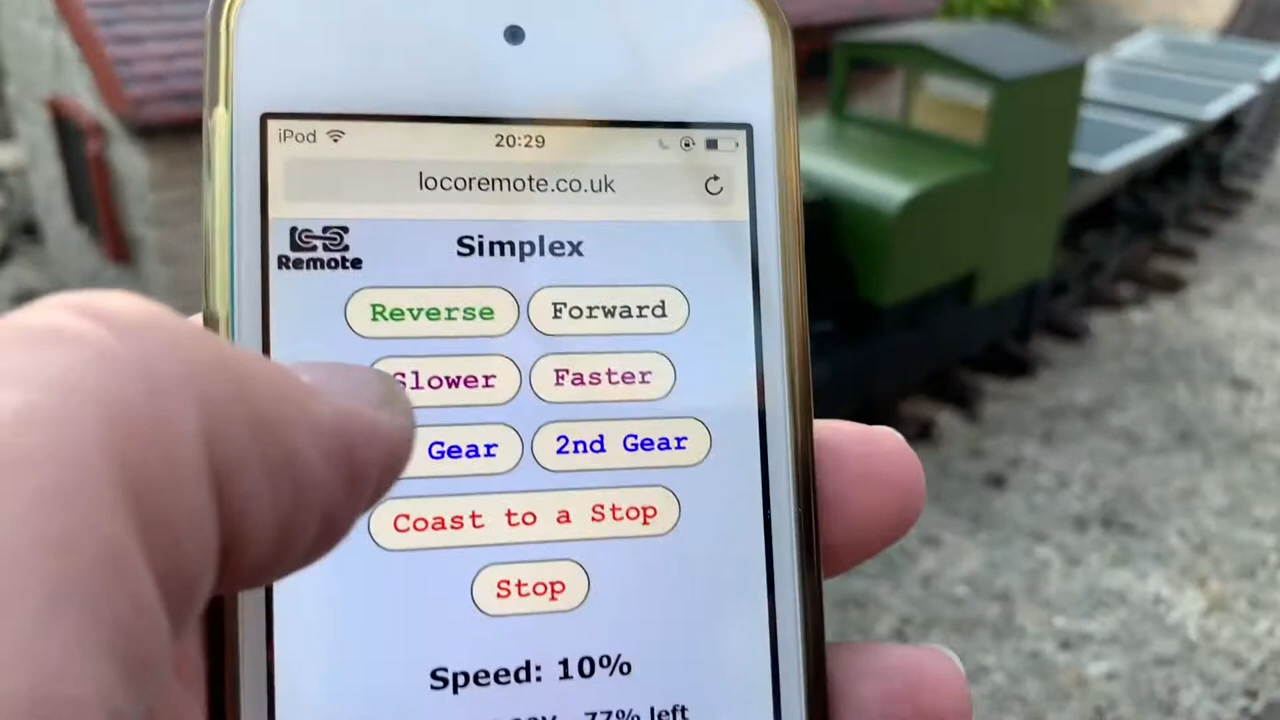 iPod 20:29
locoremote.co.uk
Remote Simplex
Reverse Forward
Slower Faster
Gear 2nd Gear
Coast to a Stop
Stop
Speed: 10%
77% left